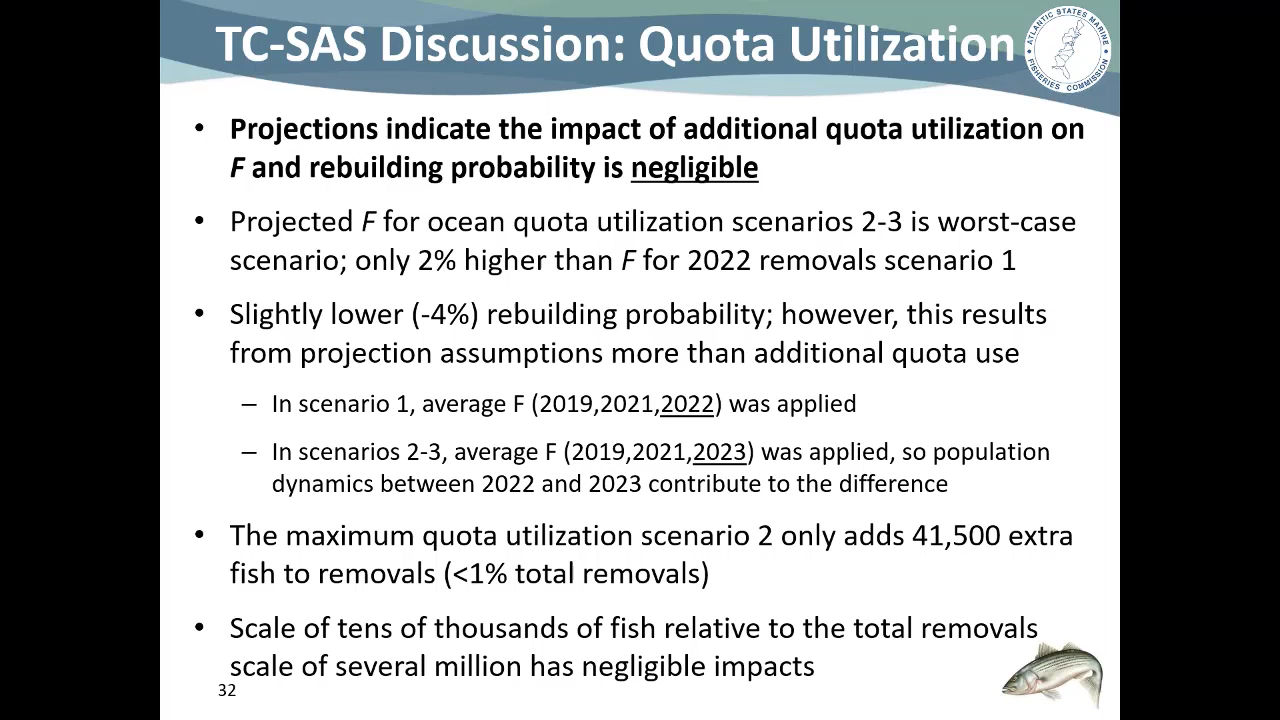 TC-SAS Discussion: Quota Utilization
ATLANTIC STATES MARINE
FISHERIES COMMISSION
• Projections indicate the impact of additional quota utilization on
F and rebuilding probability is negligible
• Projected F for ocean quota utilization scenarios 2-3 is worst-case
scenario; only 2% higher than F for 2022 removals scenario 1
• Slightly lower (-4%) rebuilding probability; however, this results
from projection assumptions more than additional quota use
– In scenario 1, average F (2019,2021,2022) was applied
– In scenarios 2-3, average F (2019,2021,2023) was applied, so population
dynamics between 2022 and 2023 contribute to the difference
• The maximum quota utilization scenario 2 only adds 41,500 extra
fish to removals (<1% total removals)
• Scale of tens of thousands of fish relative to the total removals
scale of several million has negligible impacts
32